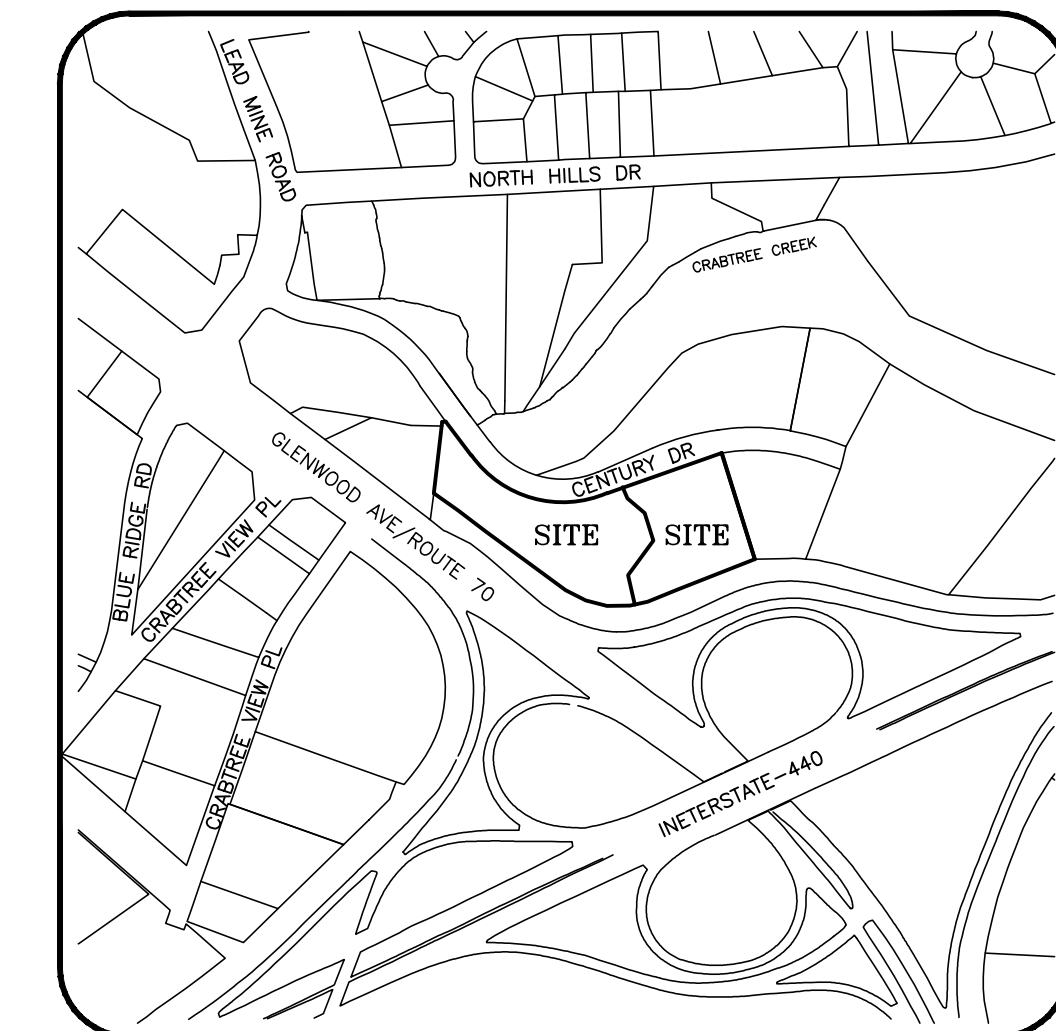 LEAD MINE ROAD
NORTH HILLS DR
CRABTREE CREEK
GLENWOOD AVE/ROUTE 70
CENTURY DR
BLUE RIDGE RD
CRABTREE VIEW PL
SITE
SITE
CRABTREE VIEW PL
INETERSTATE-440